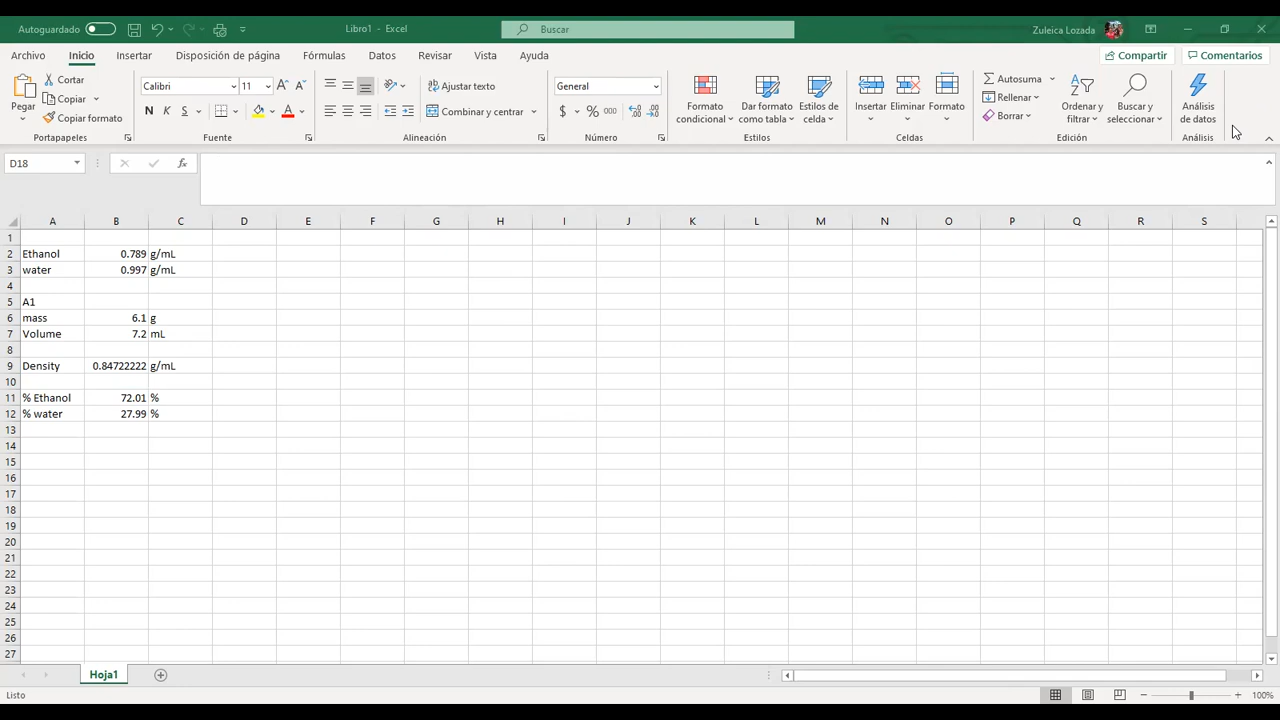 Autoguardado Libro1 - Excel Buscar Zuleica Lozada
Archivo Inicio Insertar Disposición de página Fórmulas Datos Revisar Vista Ayuda Compartir Comentarios
Pegar Cortar Copiar Copiar formato
Calibri 11
N K S
Ajustar texto
Combinar y centrar
General
$ % 000
Formato condicional Dar formato como tabla Estilos de celda
Insertar Eliminar Formato
Autosuma
Rellenar
Borrar
Ordenar y filtrar Buscar y seleccionar
Análisis de datos
Portapapeles Fuente Alineación Número Estilos Celdas Edición Análisis
D18 fx
A B C D E F G H I J K L M N O P Q R S
1
2 Ethanol 0.789 g/mL
3 water 0.997 g/mL
4
5 A1
6 mass 6.1 g
7 Volume 7.2 mL
8
9 Density 0.84722222 g/mL
10
11 % Ethanol 72.01 %
12 % water 27.99 %
13
14
15
16
17
18
19
20
21
22
23
24
25
26
27
Hoja1
Listo 100%